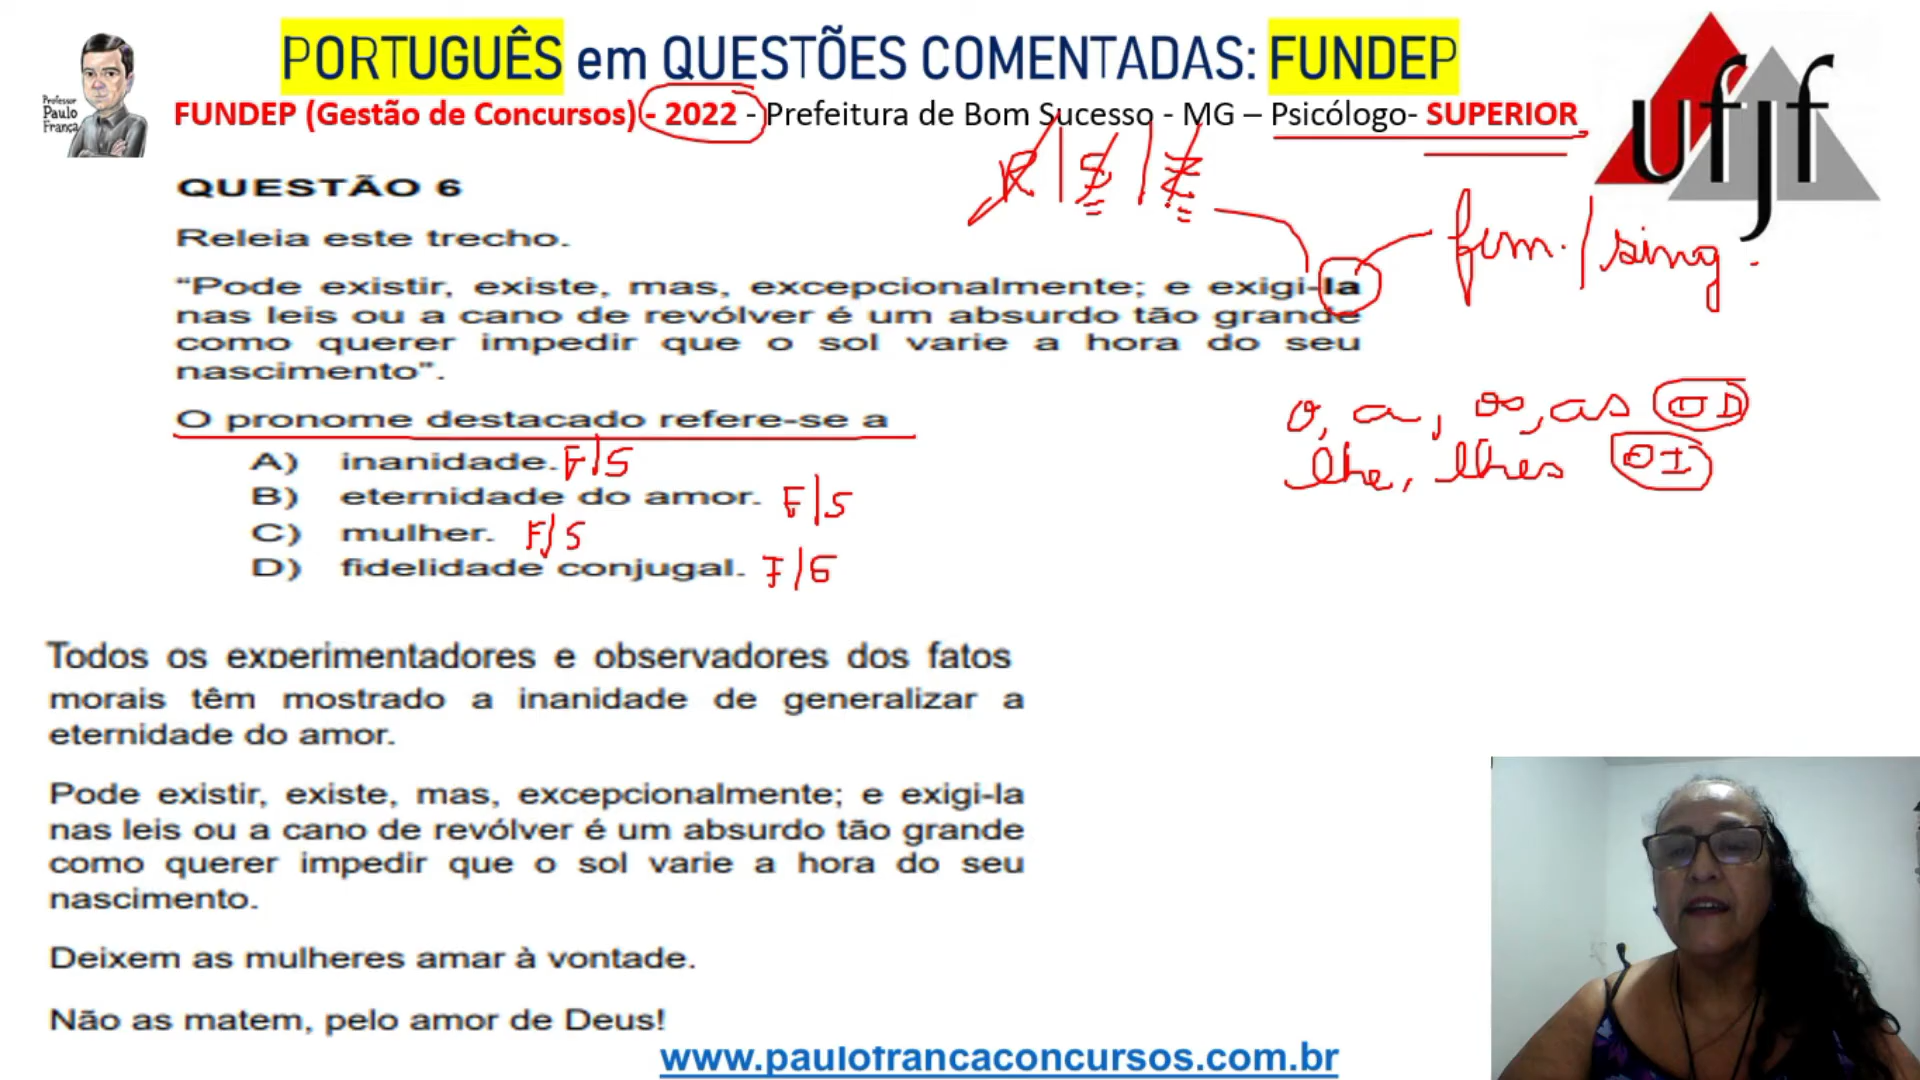 PORTUGUÊS em QUESTÕES COMENTADAS: FUNDEP
Professor
Paulo
França
FUNDEP (Gestão de Concursos) - 2022 - Prefeitura de Bom Sucesso - MG – Psicólogo- SUPERIOR
ufjf
R | S | Z
QUESTÃO 6
Releia este trecho.
fem. / sing.
“Pode existir, existe, mas, excepcionalmente; e exigi-la
nas leis ou a cano de revólver é um absurdo tão grande
como querer impedir que o sol varie a hora do seu
nascimento”.
o, a, os, as OD
lhe, lhes OI
O pronome destacado refere-se a
A) inanidade. F/S
B) eternidade do amor. F/S
C) mulher. F/S
D) fidelidade conjugal. F/S
Todos os experimentadores e observadores dos fatos
morais têm mostrado a inanidade de generalizar a
eternidade do amor.
Pode existir, existe, mas, excepcionalmente; e exigi-la
nas leis ou a cano de revólver é um absurdo tão grande
como querer impedir que o sol varie a hora do seu
nascimento.
Deixem as mulheres amar à vontade.
Não as matem, pelo amor de Deus!
www.paulofrancaconcursos.com.br